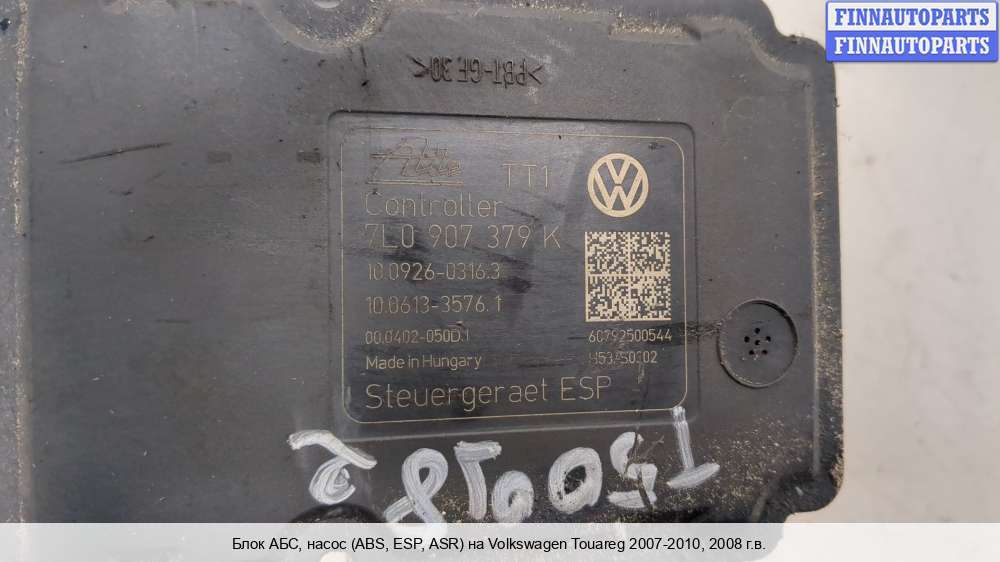 FINNAUTOPARTS
FINNAUTOPARTS
>PBT-GF30<
Ate
TT1
Controller
7L0 907 379 K
10.0926-0316.3
10.0613-3576.1
00.0402-050D.1
60792500544
Made in Hungary
Steuergeraet ESP
Блок АБС, насос (ABS, ESP, ASR) на Volkswagen Touareg 2007-2010, 2008 г.в.